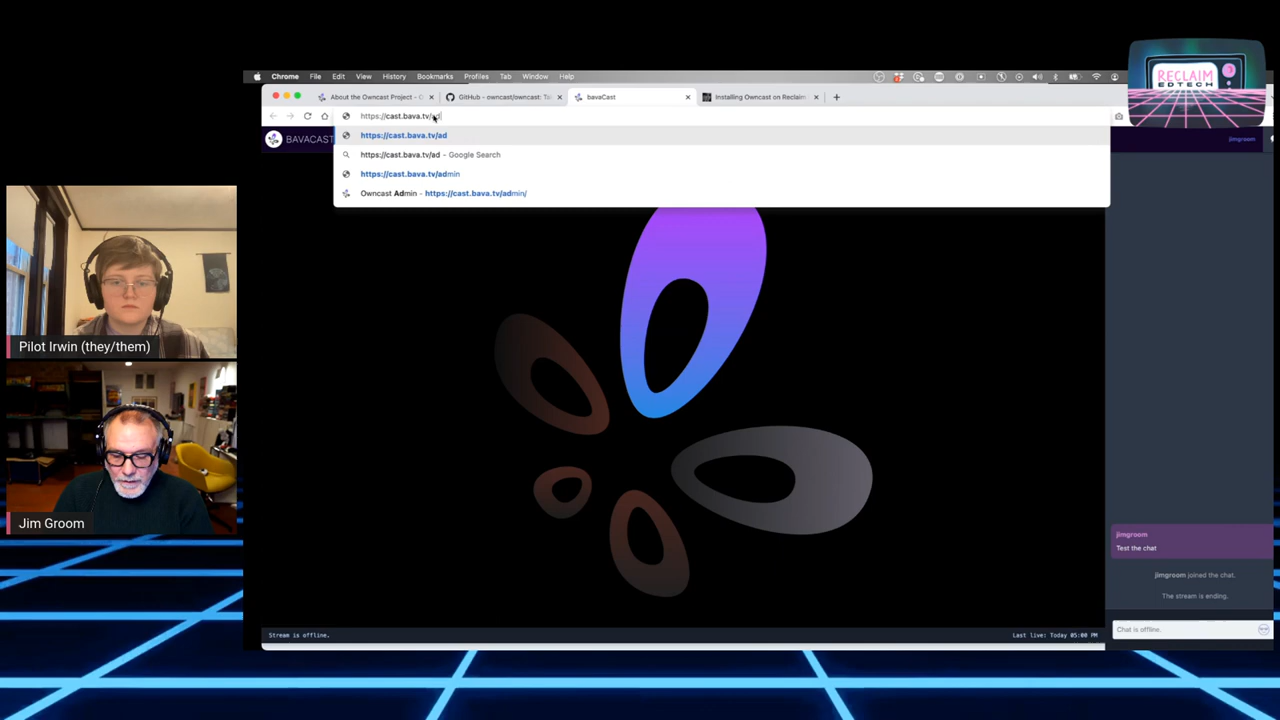 Chrome File Edit View History Bookmarks Profiles Tab Window Help
RECLAIM
EDTECH
About the Owncast Project - O
GitHub - owncast/owncast: Tak
bavaCast
Installing Owncast on Reclaim
https://cast.bava.tv/ad
BAVACAST
https://cast.bava.tv/ad
https://cast.bava.tv/ad - Google Search
https://cast.bava.tv/admin
Owncast Admin - https://cast.bava.tv/admin/
jimgroom
Pilot Irwin (they/them)
Jim Groom
jimgroom
Test the chat
jimgroom joined the chat.
The stream is ending.
Chat is offline.
Stream is offline.
Last live: Today 05:00 PM